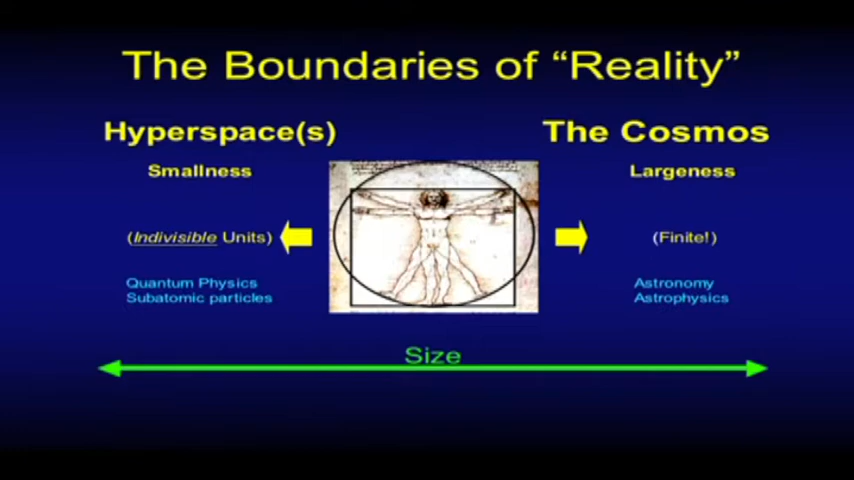 The Boundaries of “Reality”
Hyperspace(s)
The Cosmos
Smallness
Largeness
(Indivisible Units)
(Finite!)
Quantum Physics
Subatomic particles
Astronomy
Astrophysics
Size